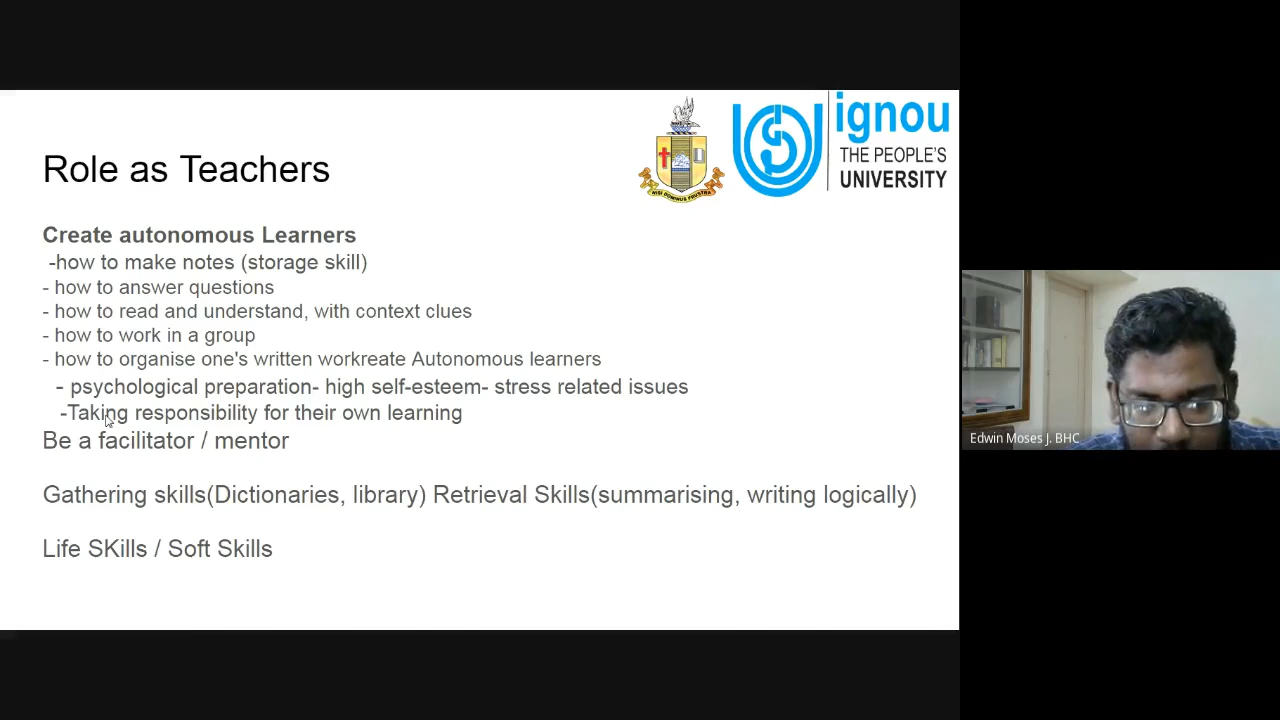 ignou
THE PEOPLE'S
UNIVERSITY
NISI DOMINUS FRUSTRA
Role as Teachers
Create autonomous Learners
-how to make notes (storage skill)
- how to answer questions
- how to read and understand, with context clues
- how to work in a group
- how to organise one's written workreate Autonomous learners
- psychological preparation- high self-esteem- stress related issues
-Taking responsibility for their own learning
Be a facilitator / mentor
Gathering skills(Dictionaries, library) Retrieval Skills(summarising, writing logically)
Life SKills / Soft Skills
Edwin Moses J. BHC